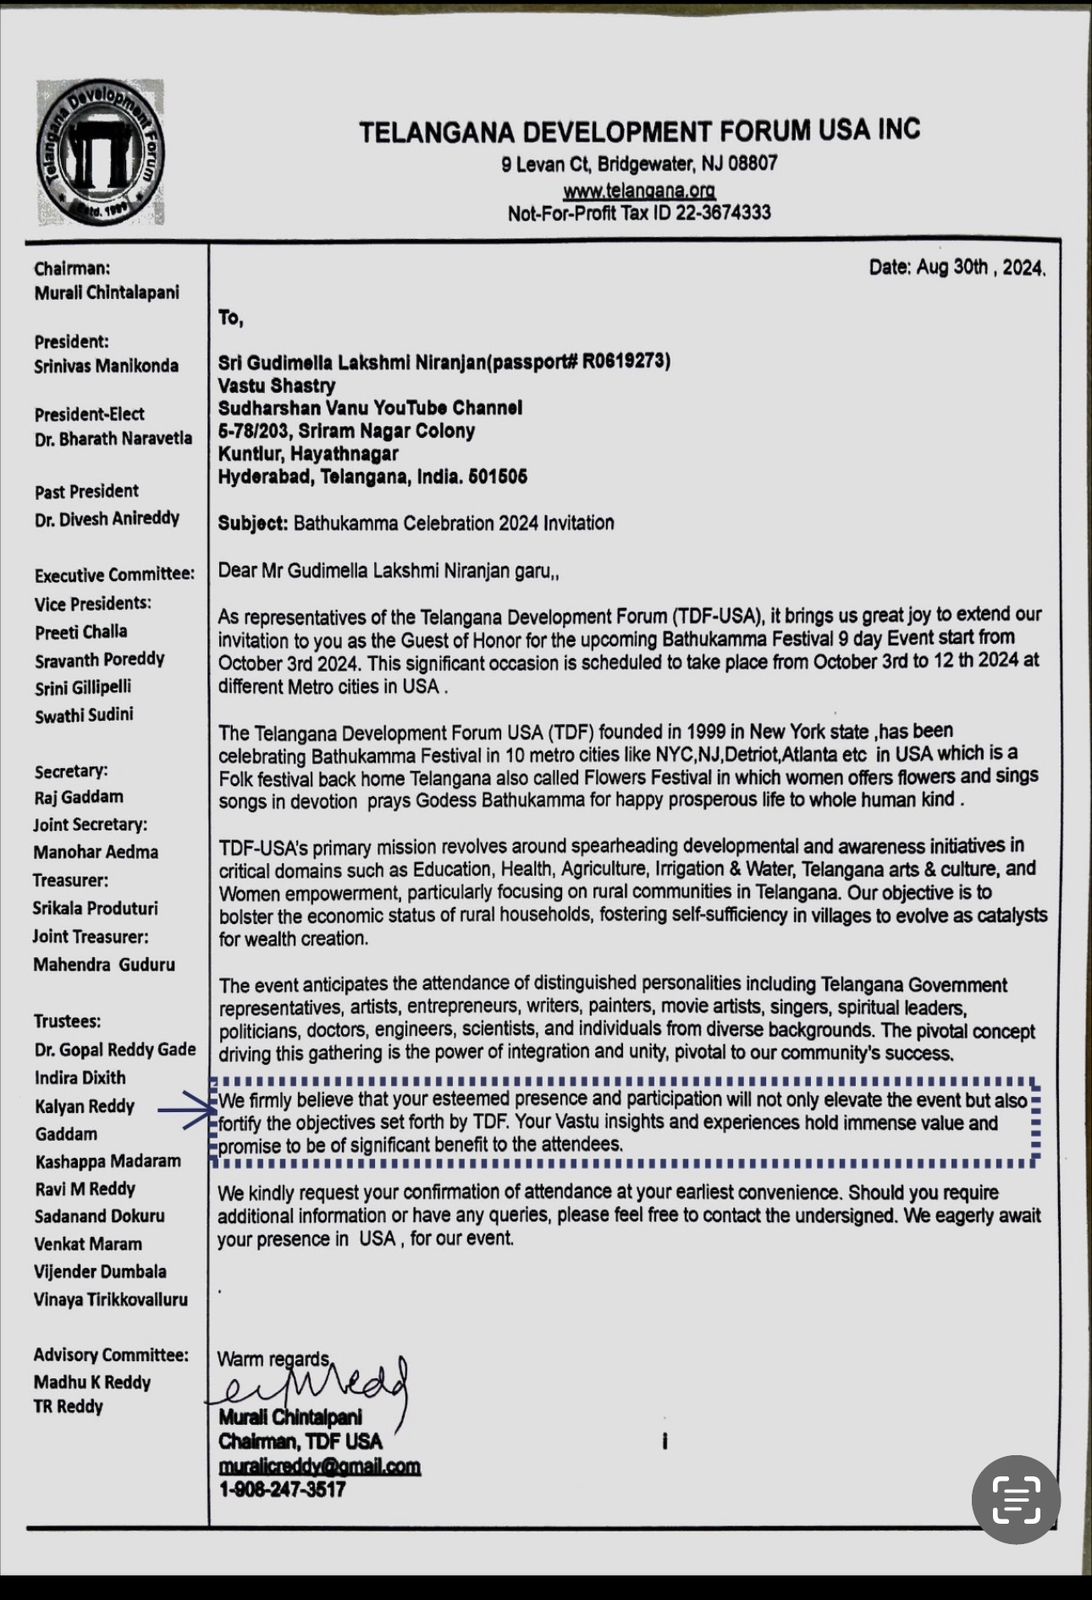 Telangana Development Forum
Estd. 1999
TELANGANA DEVELOPMENT FORUM USA INC
9 Levan Ct, Bridgewater, NJ 08807
www.telangana.org
Not-For-Profit Tax ID 22-3674333
Chairman:
Murali Chintalapani
President:
Srinivas Manikonda
President-Elect
Dr. Bharath Naravetla
Past President
Dr. Divesh Anireddy
Executive Committee:
Vice Presidents:
Preeti Challa
Sravanth Poreddy
Srini Gillipelli
Swathi Sudini
Secretary:
Raj Gaddam
Joint Secretary:
Manohar Aedma
Treasurer:
Srikala Produturi
Joint Treasurer:
Mahendra Guduru
Trustees:
Dr. Gopal Reddy Gade
Indira Dixith
Kalyan Reddy
Gaddam
Kashappa Madaram
Ravi M Reddy
Sadanand Dokuru
Venkat Maram
Vijender Dumbala
Vinaya Tirikkovalluru
Advisory Committee:
Madhu K Reddy
TR Reddy
Date: Aug 30th , 2024.
To,
Sri Gudimella Lakshmi Niranjan(passport# R0619273)
Vastu Shastry
Sudharshan Vanu YouTube Channel
5-78/203, Sriram Nagar Colony
Kuntlur, Hayathnagar
Hyderabad, Telangana, India. 501505
Subject: Bathukamma Celebration 2024 Invitation
Dear Mr Gudimella Lakshmi Niranjan garu,,
As representatives of the Telangana Development Forum (TDF-USA), it brings us great joy to extend our
invitation to you as the Guest of Honor for the upcoming Bathukamma Festival 9 day Event start from
October 3rd 2024. This significant occasion is scheduled to take place from October 3rd to 12 th 2024 at
different Metro cities in USA .
The Telangana Development Forum USA (TDF) founded in 1999 in New York state ,has been
celebrating Bathukamma Festival in 10 metro cities like NYC,NJ,Detriot,Atlanta etc in USA which is a
Folk festival back home Telangana also called Flowers Festival in which women offers flowers and sings
songs in devotion prays Godess Bathukamma for happy prosperous life to whole human kind .
TDF-USA's primary mission revolves around spearheading developmental and awareness initiatives in
critical domains such as Education, Health, Agriculture, Irrigation & Water, Telangana arts & culture, and
Women empowerment, particularly focusing on rural communities in Telangana. Our objective is to
bolster the economic status of rural households, fostering self-sufficiency in villages to evolve as catalysts
for wealth creation.
The event anticipates the attendance of distinguished personalities including Telangana Government
representatives, artists, entrepreneurs, writers, painters, movie artists, singers, spiritual leaders,
politicians, doctors, engineers, scientists, and individuals from diverse backgrounds. The pivotal concept
driving this gathering is the power of integration and unity, pivotal to our community's success.
We firmly believe that your esteemed presence and participation will not only elevate the event but also
fortify the objectives set forth by TDF. Your Vastu insights and experiences hold immense value and
promise to be of significant benefit to the attendees.
We kindly request your confirmation of attendance at your earliest convenience. Should you require
additional information or have any queries, please feel free to contact the undersigned. We eagerly await
your presence in USA , for our event.
Warm regards,
Murali Chintalpani
Chairman, TDF USA
muralicreddy@gmail.com
1-908-247-3517